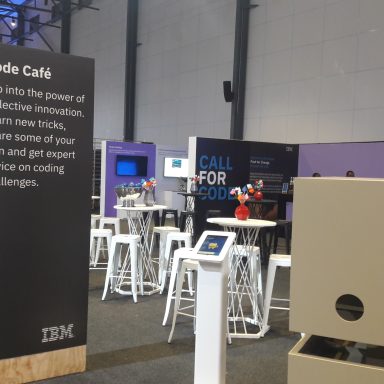 ode Café
p into the power of
llective innovation.
arn new tricks,
are some of your
n and get expert
vice on coding
allenges.
IBM
CALL
FOR
CODE
IBM